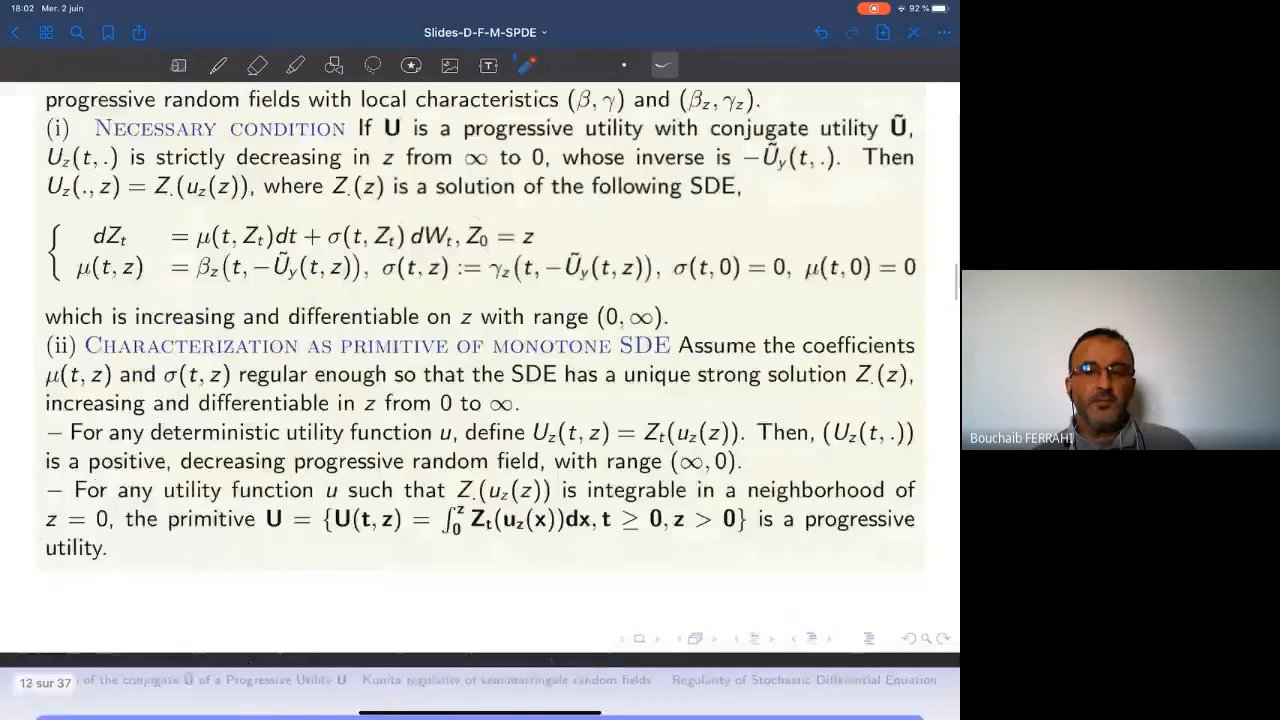 18:02 Mer. 2 juin
92 %
Slides-D-F-M-SPDE
progressive random fields with local characteristics (β, γ) and (β_z, γ_z).
(i) NECESSARY CONDITION If U is a progressive utility with conjugate utility Ũ,
U_z(t, .) is strictly decreasing in z from ∞ to 0, whose inverse is −Ũ_y(t, .). Then
U_z(., z) = Z.(u_z(z)), where Z.(z) is a solution of the following SDE,
{ dZ_t = μ(t, Z_t)dt + σ(t, Z_t) dW_t, Z_0 = z
μ(t, z) = β_z(t, −Ũ_y(t, z)), σ(t, z) := γ_z(t, −Ũ_y(t, z)), σ(t, 0) = 0, μ(t, 0) = 0
which is increasing and differentiable on z with range (0, ∞).
(ii) CHARACTERIZATION AS PRIMITIVE OF MONOTONE SDE Assume the coefficients
μ(t, z) and σ(t, z) regular enough so that the SDE has a unique strong solution Z.(z),
increasing and differentiable in z from 0 to ∞.
− For any deterministic utility function u, define U_z(t, z) = Z_t(u_z(z)). Then, (U_z(t, .))
is a positive, decreasing progressive random field, with range (∞, 0).
− For any utility function u such that Z.(u_z(z)) is integrable in a neighborhood of
z = 0, the primitive U = {U(t, z) = ∫_0^z Z_t(u_z(x))dx, t ≥ 0, z > 0} is a progressive
utility.
Bouchaib FERRAHI
12 sur 37
of the conjugate Ũ of a Progressive Utility U Kunita regularity of semimartingale random fields Regularity of Stochastic Differential Equation